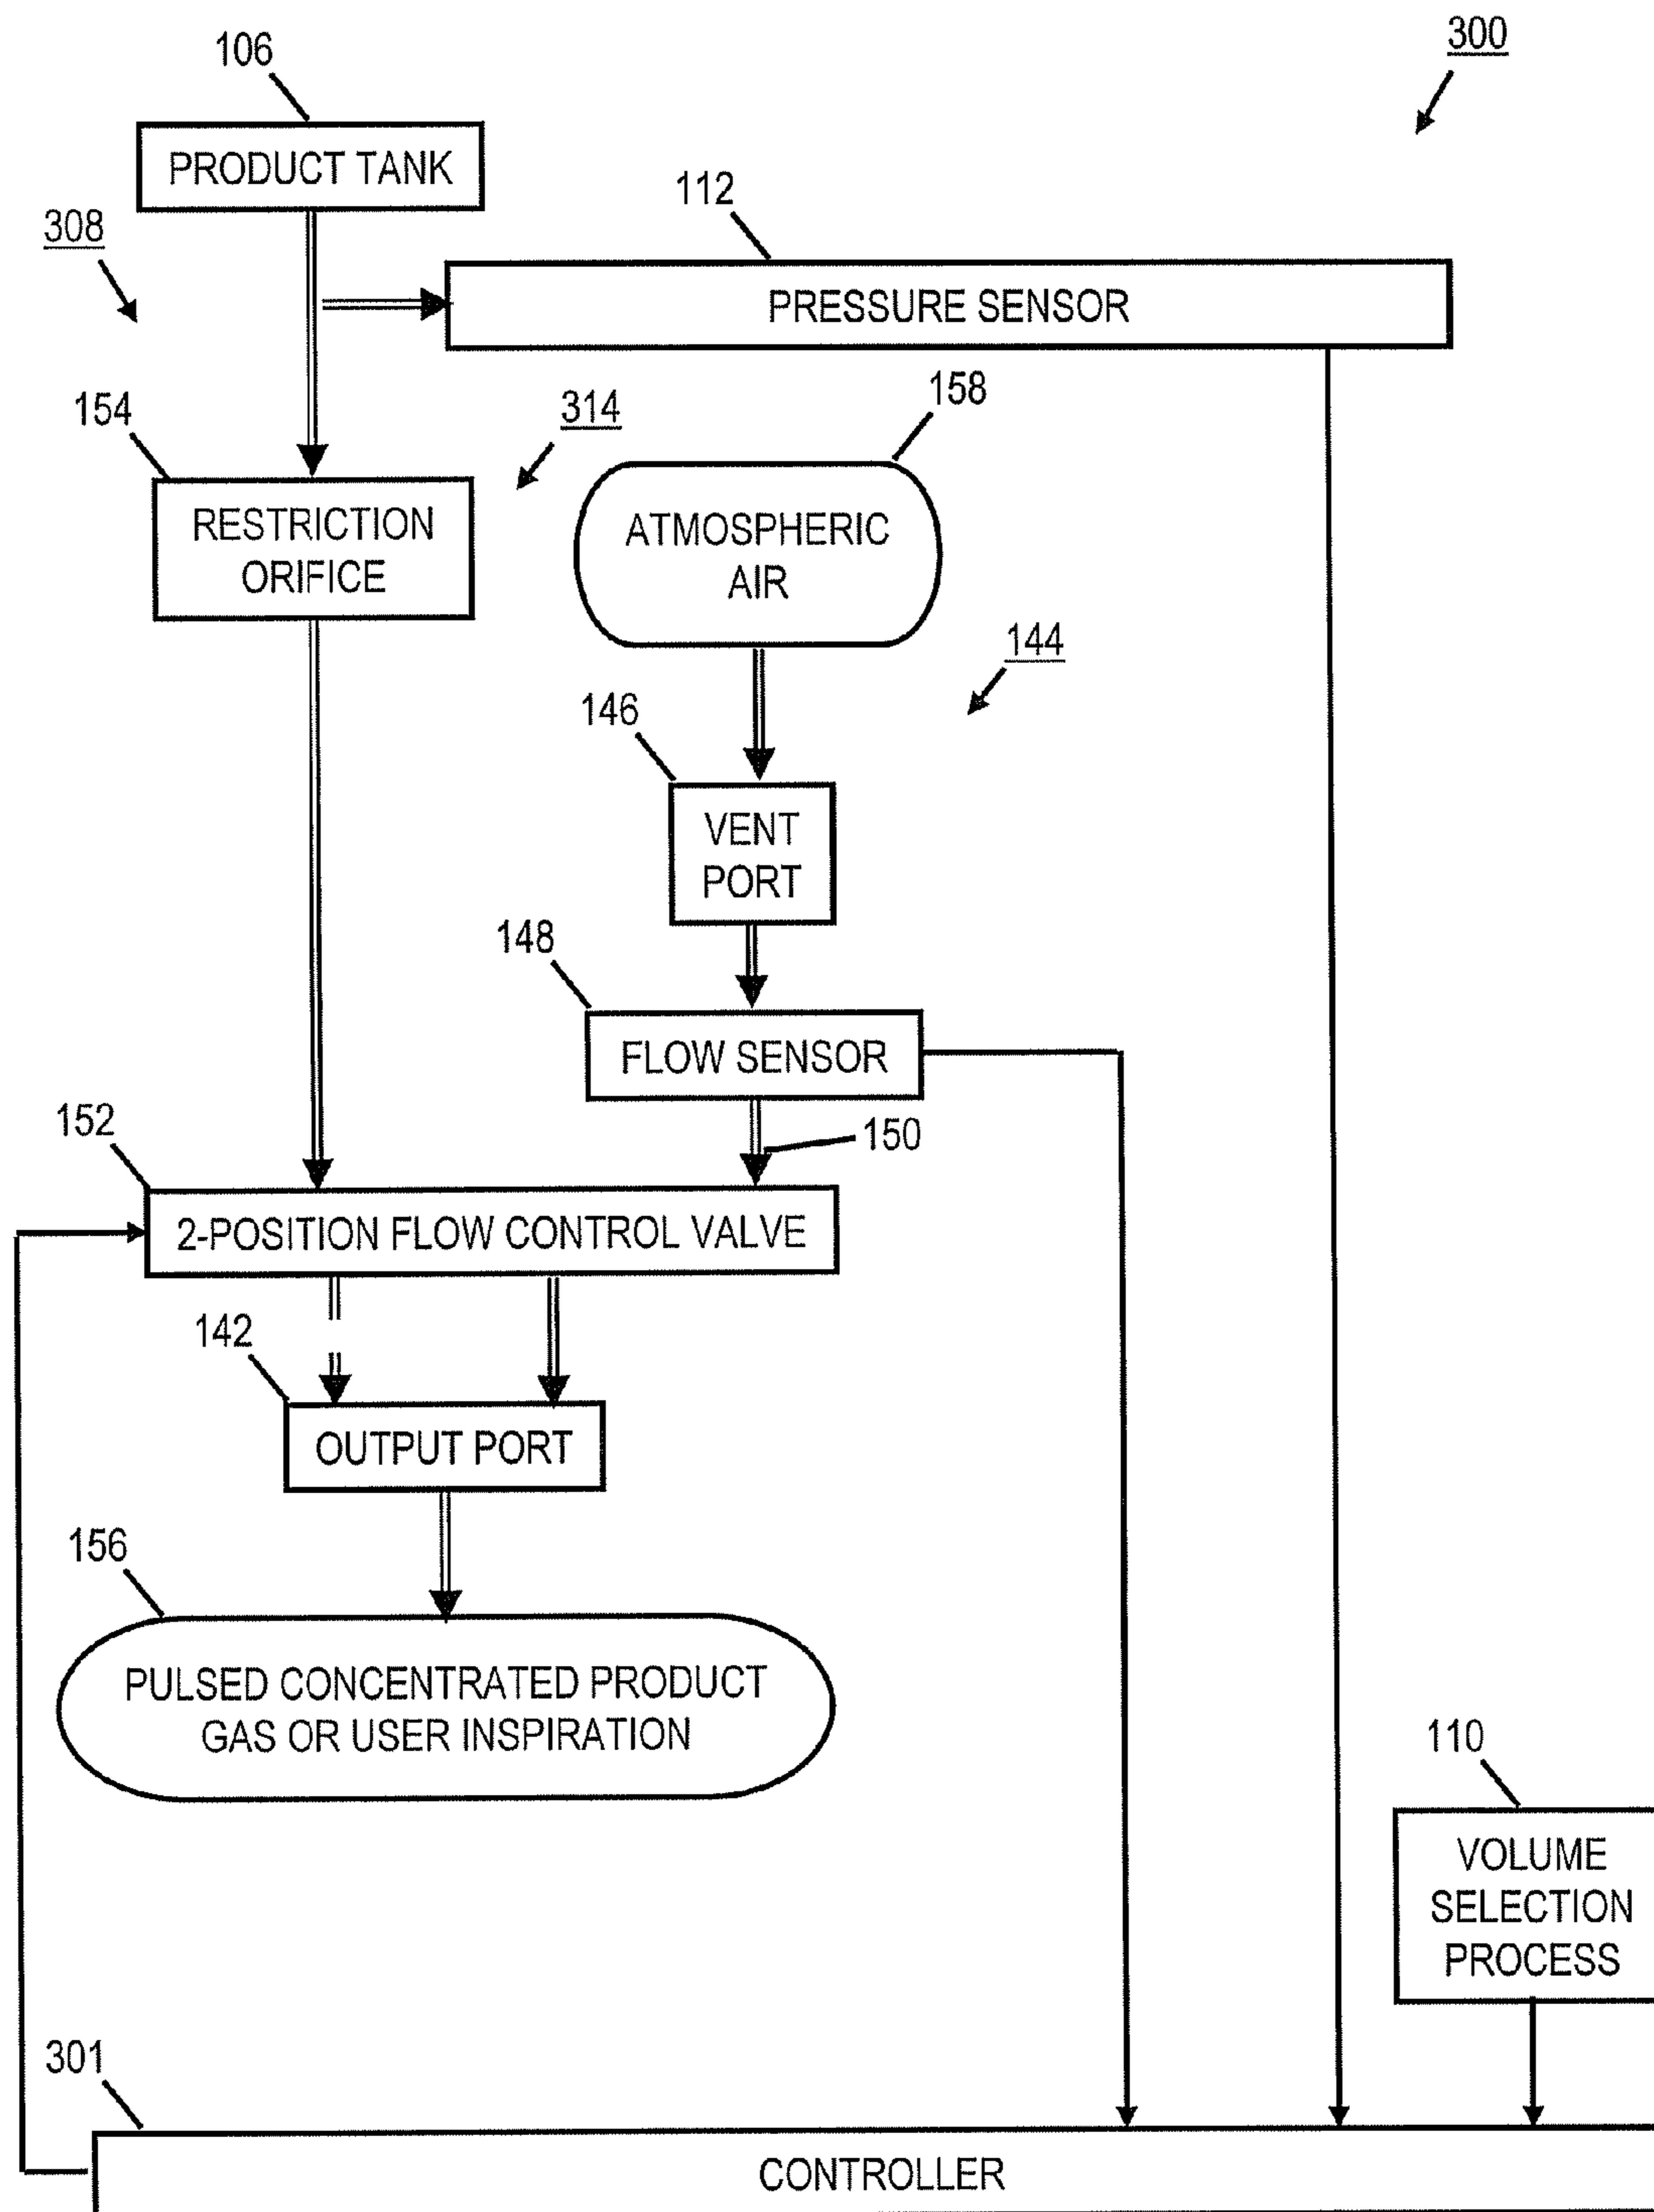 106
300
PRODUCT TANK
112
308
PRESSURE SENSOR
154
314
158
RESTRICTION
ORIFICE
ATMOSPHERIC
AIR
144
146
VENT
PORT
148
FLOW SENSOR
152
150
2-POSITION FLOW CONTROL VALVE
142
OUTPUT PORT
156
PULSED CONCENTRATED PRODUCT
GAS OR USER INSPIRATION
110
VOLUME
SELECTION
PROCESS
301
CONTROLLER